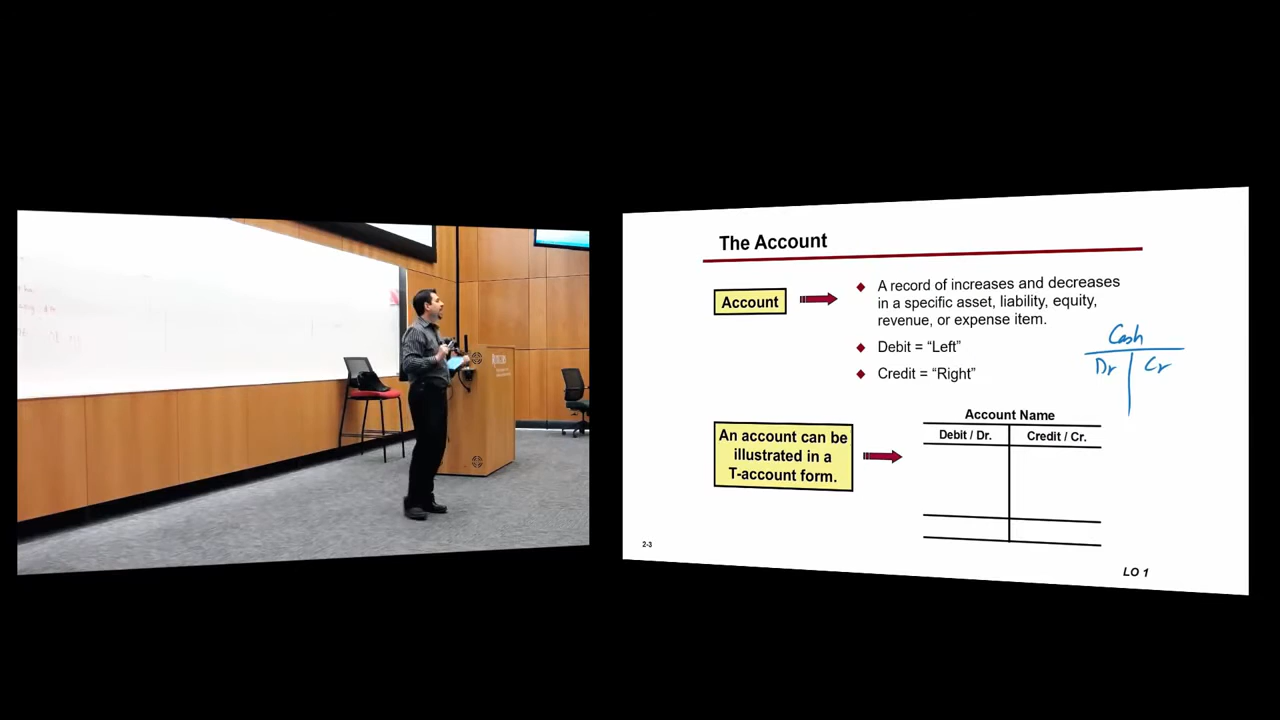 The Account
Account
A record of increases and decreases
in a specific asset, liability, equity,
revenue, or expense item.
Debit = “Left”
Credit = “Right”
Cash
Dr Cr
An account can be
illustrated in a
T-account form.
Account Name
Debit / Dr. Credit / Cr.
2-3
LO 1